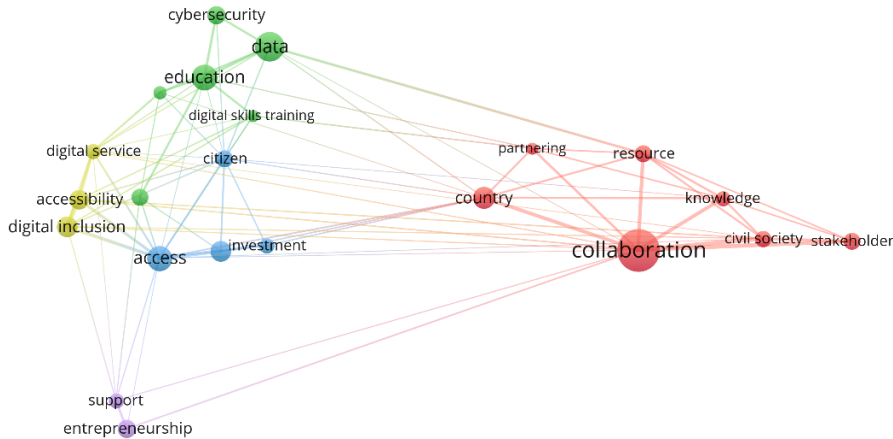 cybersecurity
data
education
digital skills training
digital service
citizen
partnering
resource
accessibility
country
knowledge
digital inclusion
access
investment
collaboration
civil society
stakeholder
support
entrepreneurship